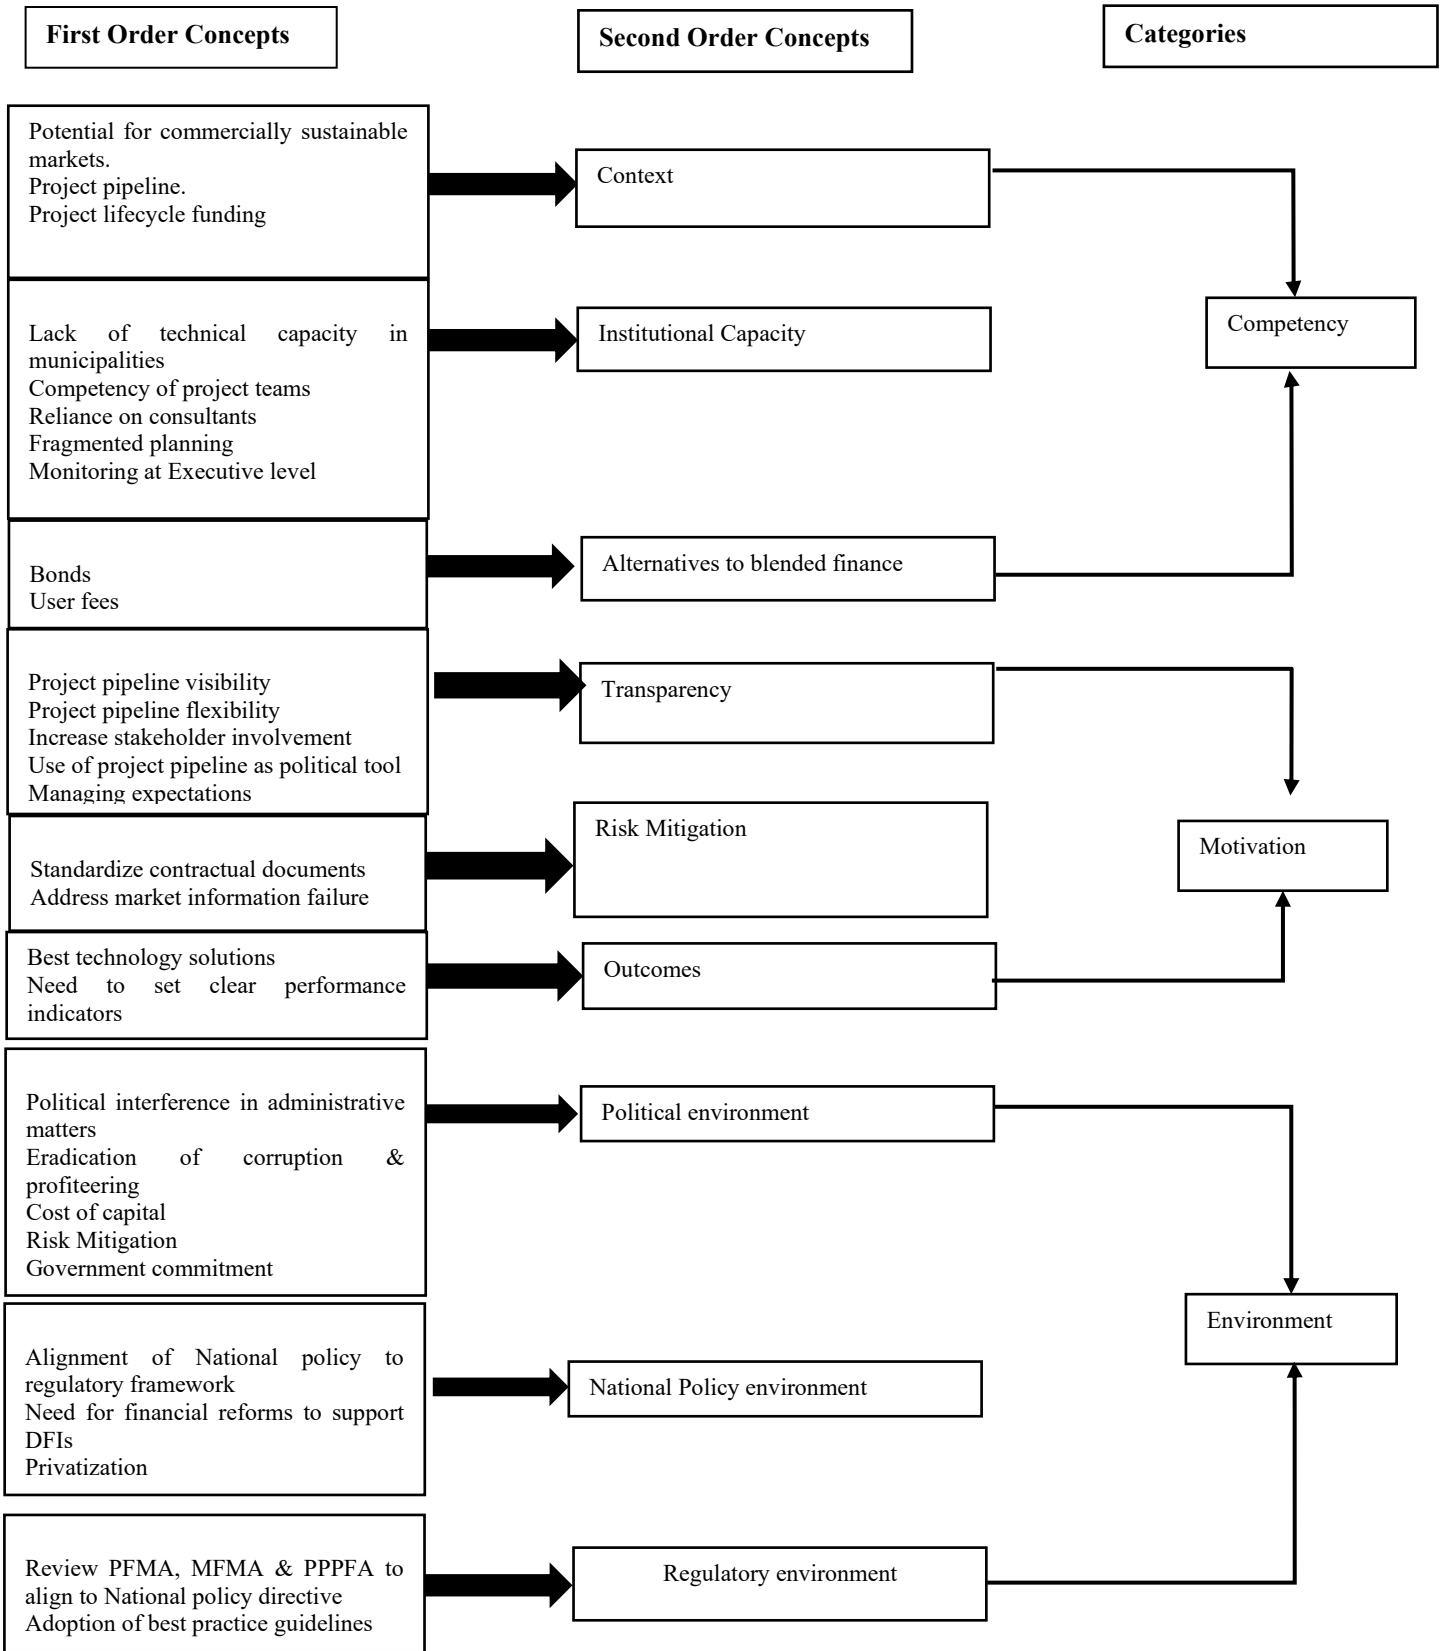 First Order Concepts
Second Order Concepts
Categories
Potential for commercially sustainable
markets.
Project pipeline.
Project lifecycle funding
Context
Lack of technical capacity in
municipalities
Competency of project teams
Reliance on consultants
Fragmented planning
Monitoring at Executive level
Institutional Capacity
Competency
Bonds
User fees
Alternatives to blended finance
Project pipeline visibility
Project pipeline flexibility
Increase stakeholder involvement
Use of project pipeline as political tool
Managing expectations
Transparency
Standardize contractual documents
Address market information failure
Risk Mitigation
Motivation
Best technology solutions
Need to set clear performance
indicators
Outcomes
Political interference in administrative
matters
Eradication of corruption &
profiteering
Cost of capital
Risk Mitigation
Government commitment
Political environment
Environment
Alignment of National policy to
regulatory framework
Need for financial reforms to support
DFIs
Privatization
National Policy environment
Review PFMA, MFMA & PPPFA to
align to National policy directive
Adoption of best practice guidelines
Regulatory environment